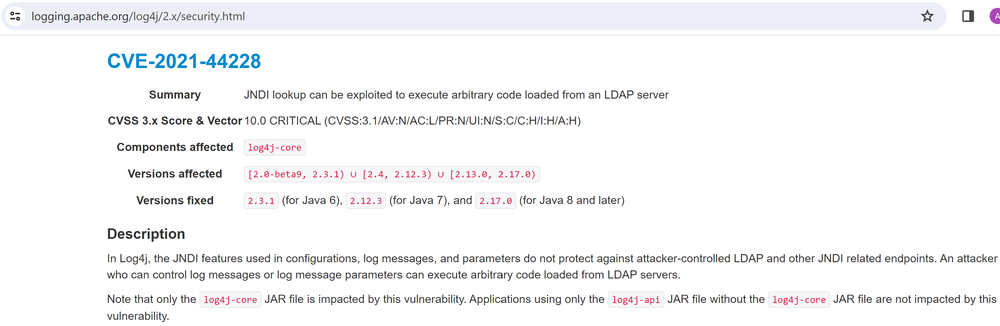 logging.apache.org/log4j/2.x/security.html
A
CVE-2021-44228
Summary JNDI lookup can be exploited to execute arbitrary code loaded from an LDAP server
CVSS 3.x Score & Vector 10.0 CRITICAL (CVSS:3.1/AV:N/AC:L/PR:N/UI:N/S:C/C:H/I:H/A:H)
Components affected log4j-core
Versions affected [2.0-beta9, 2.3.1) ∪ [2.4, 2.12.3) ∪ [2.13.0, 2.17.0)
Versions fixed 2.3.1 (for Java 6), 2.12.3 (for Java 7), and 2.17.0 (for Java 8 and later)
Description
In Log4j, the JNDI features used in configurations, log messages, and parameters do not protect against attacker-controlled LDAP and other JNDI related endpoints. An attacker
who can control log messages or log message parameters can execute arbitrary code loaded from LDAP servers.
Note that only the log4j-core JAR file is impacted by this vulnerability. Applications using only the log4j-api JAR file without the log4j-core JAR file are not impacted by this
vulnerability.